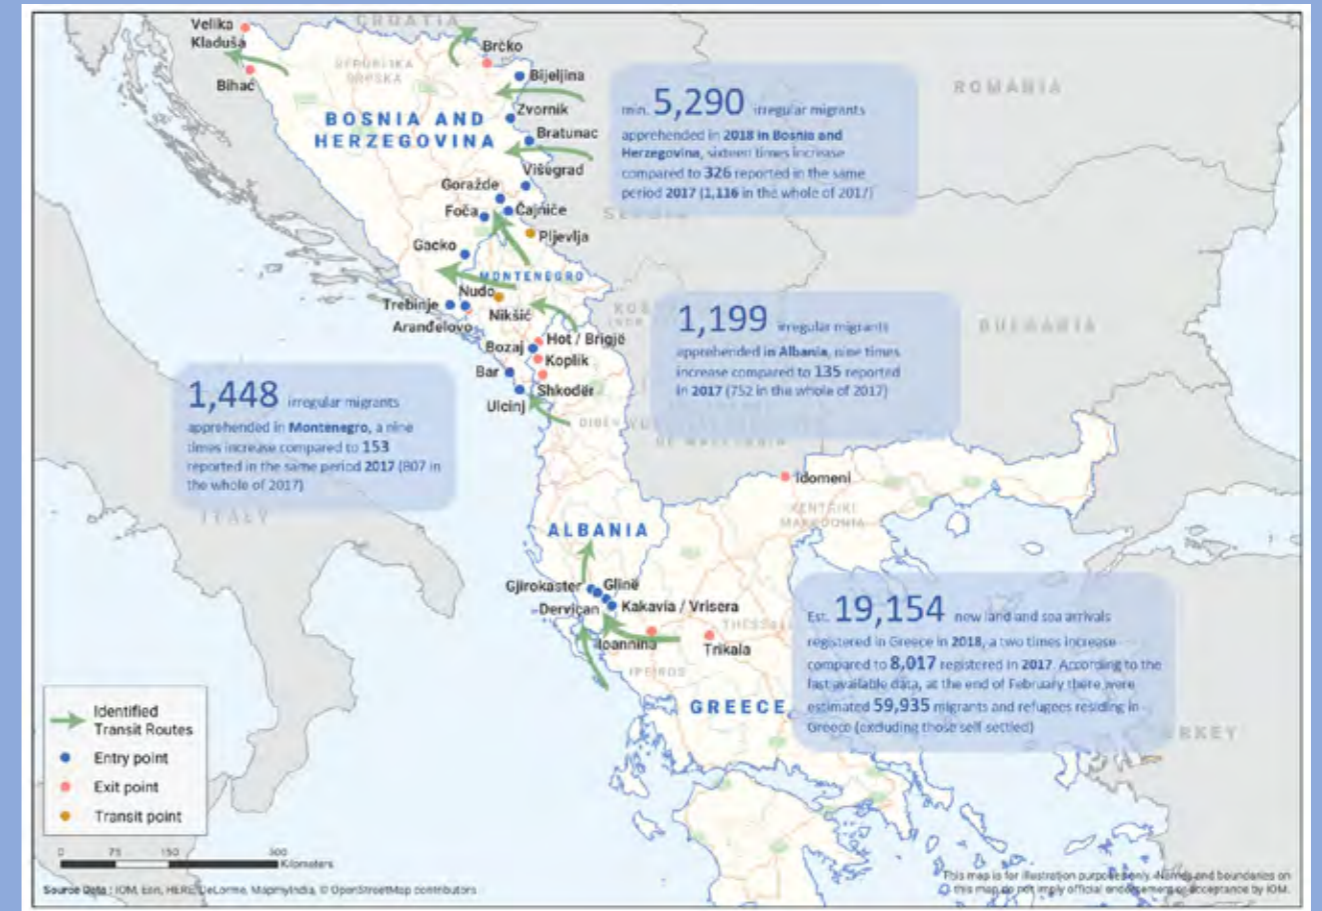 CROATIA
Velika
Kladuša
Brčko
REPUBLIKA
SRPSKA
Bihać
Bijeljina
ROMANIA
BOSNIA AND
HERZEGOVINA
Zvornik
Bratunac
min. 5,290 irregular migrants
apprehended in 2018 in Bosnia and
Herzegovina, sixteen times increase
compared to 326 reported in the same
period 2017 (1,116 in the whole of 2017)
Višegrad
Goražde
Foča
Čajniče
SERBIA
Pljevlja
Gacko
MONTENEGRO
Nudo
Trebinje
Nikšić
Aranđelovo
Hot / Brigjë
Bozaj
Koplik
Bar
Shkodër
Ulcinj
1,199 irregular migrants
apprehended in Albania, nine times
increase compared to 135 reported
in 2017 (752 in the whole of 2017)
BULGARIA
1,448 irregular migrants
apprehended in Montenegro, a nine
times increase compared to 153
reported in the same period 2017 (807 in
the whole of 2017)
ITALY
Idomeni
KENTRIKI
MAKEDONIA
ALBANIA
Gjirokaster
Glinë
Derviçan
Kakavia / Vrisera
Ioannina
Trikala
IPEIROS
GREECE
Est. 19,154 new land and sea arrivals
registered in Greece in 2018, a two times increase
compared to 8,017 registered in 2017. According to the
last available data, at the end of February there were
estimated 59,935 migrants and refugees residing in
Greece (excluding those self settled)
Identified
Transit Routes
Entry point
Exit point
Transit point
0 75 150 300
Kilometers
Source Data : IOM, Esri, HERE, DeLorme, MapmyIndia, © OpenStreetMap contributors
This map is for illustration purposes only. Names and boundaries on
this map do not imply official endorsement or acceptance by IOM.